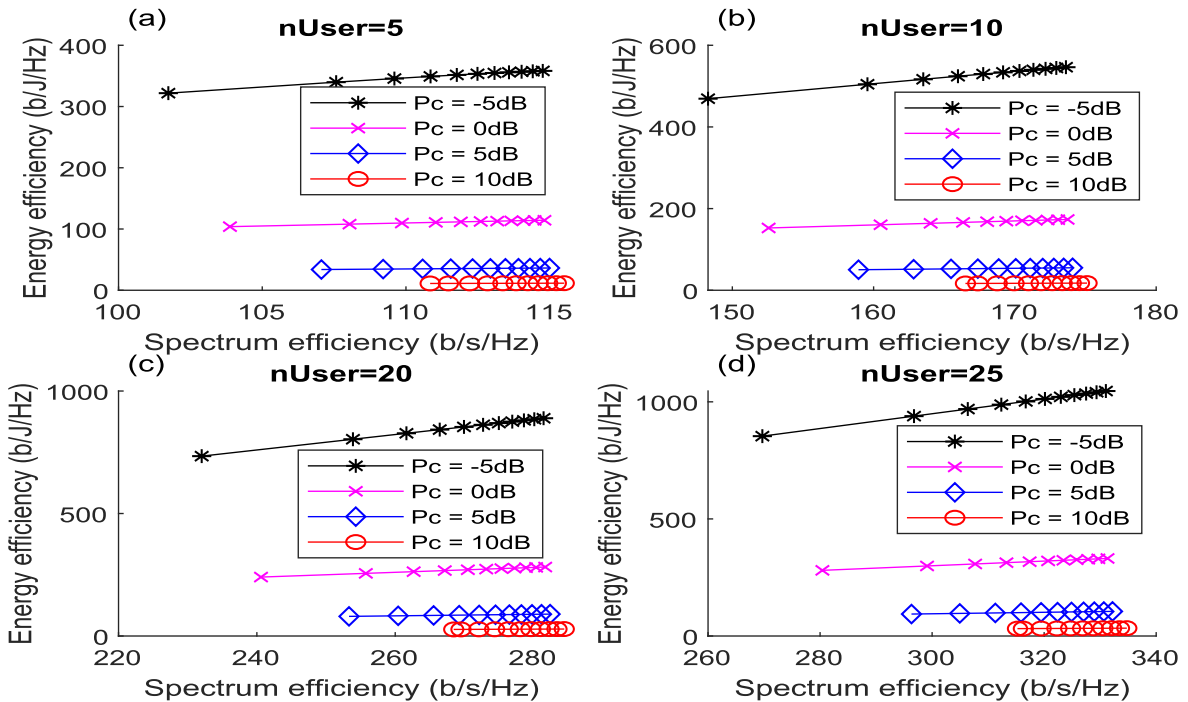 (a)
nUser=5
400
300
200
100
0
Energy efficiency (b/J/Hz)
Pc = -5dB
Pc = 0dB
Pc = 5dB
Pc = 10dB
100
105
110
115
Spectrum efficiency (b/s/Hz)
(b)
nUser=10
600
400
200
0
Energy efficiency (b/J/Hz)
Pc = -5dB
Pc = 0dB
Pc = 5dB
Pc = 10dB
150
160
170
180
Spectrum efficiency (b/s/Hz)
(c)
nUser=20
1000
500
0
Energy efficiency (b/J/Hz)
Pc = -5dB
Pc = 0dB
Pc = 5dB
Pc = 10dB
220
240
260
280
Spectrum efficiency (b/s/Hz)
(d)
nUser=25
1000
500
0
Energy efficiency (b/J/Hz)
Pc = -5dB
Pc = 0dB
Pc = 5dB
Pc = 10dB
260
280
300
320
340
Spectrum efficiency (b/s/Hz)